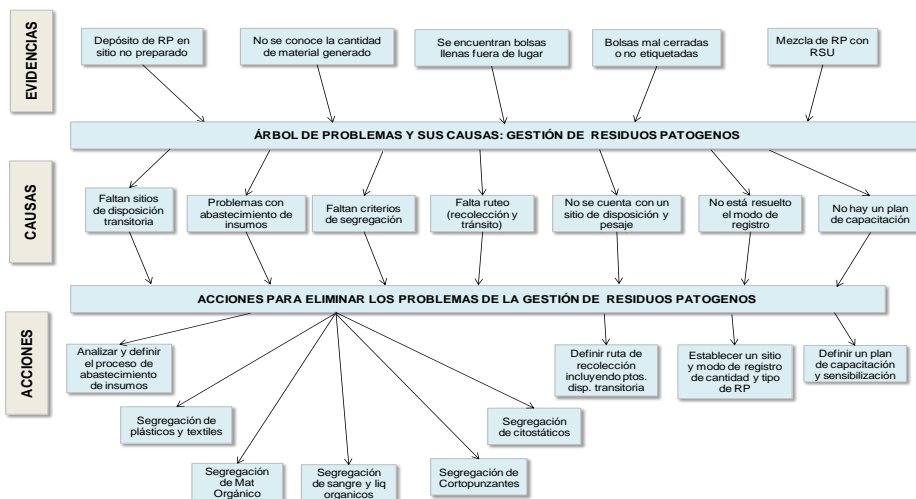 EVIDENCIAS
Depósito de RP en
sitio no preparado
No se conoce la cantidad
de material generado
Se encuentran bolsas
llenas fuera de lugar
Bolsas mal cerradas
o no etiquetadas
Mezcla de RP con
RSU
ÁRBOL DE PROBLEMAS Y SUS CAUSAS: GESTIÓN DE RESIDUOS PATOGENOS
CAUSAS
Faltan sitios
de disposición
transitoria
Problemas con
abastecimiento de
insumos
Faltan criterios
de segregación
Falta ruteo
(recolección y
tránsito)
No se cuenta con un
sitio de disposición y
pesaje
No está resuelto
el modo de
registro
No hay un plan
de capacitación
ACCIONES PARA ELIMINAR LOS PROBLEMAS DE LA GESTIÓN DE RESIDUOS PATOGENOS
ACCIONES
Analizar y definir
el proceso de
abastecimiento
de insumos
Definir ruta de
recolección
incluyendo ptos.
disp. transitoria
Establecer un sitio
y modo de registro
de cantidad y tipo
de RP
Definir un plan
de capacitación
y sensibilización
Segregación de
plásticos y textiles
Segregación
de citostáticos
Segregación
de Mat
Orgánico
Segregación
de sangre y liq
organicos
Segregación de
Cortopunzantes